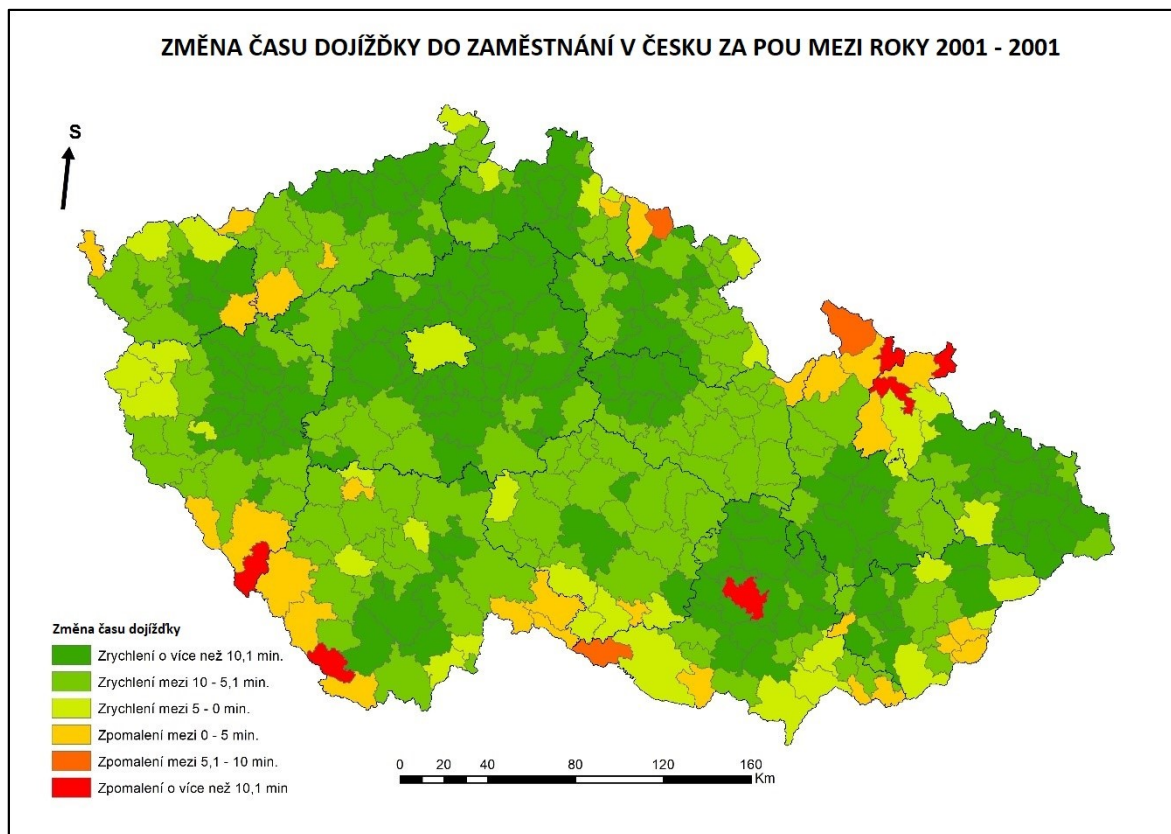 ZMĚNA ČASU DOJÍŽĎKY DO ZAMĚSTNÁNÍ V ČESKU ZA POU MEZI ROKY 2001 - 2001
S
Změna času dojížďky
Zrychlení o více než 10,1 min.
Zrychlení mezi 10 - 5,1 min.
Zrychlení mezi 5 - 0 min.
Zpomalení mezi 0 - 5 min.
Zpomalení mezi 5,1 - 10 min.
Zpomalení o více než 10,1 min
0 20 40 80 120 160
Km